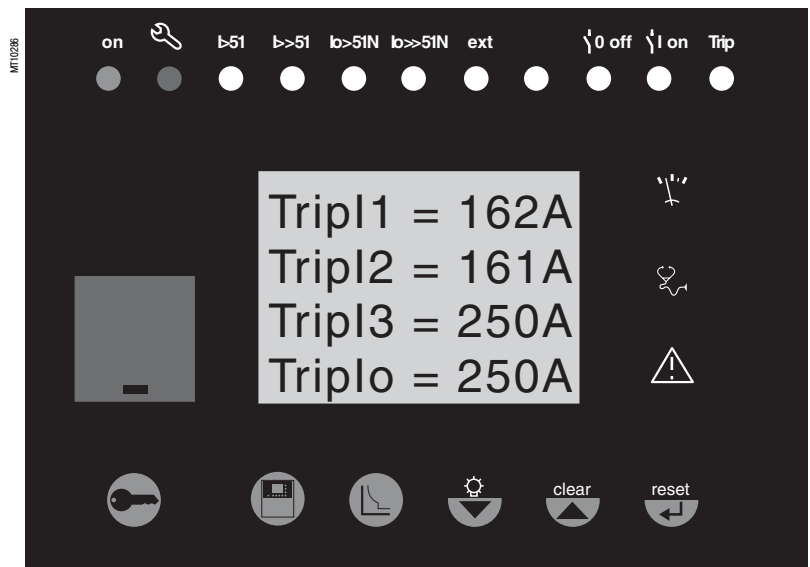 MT10286
on I>51 I>>51 Io>51N Io>>51N ext 0 off I on Trip
TripI1 = 162A
TripI2 = 161A
TripI3 = 250A
TripIo = 250A
clear reset